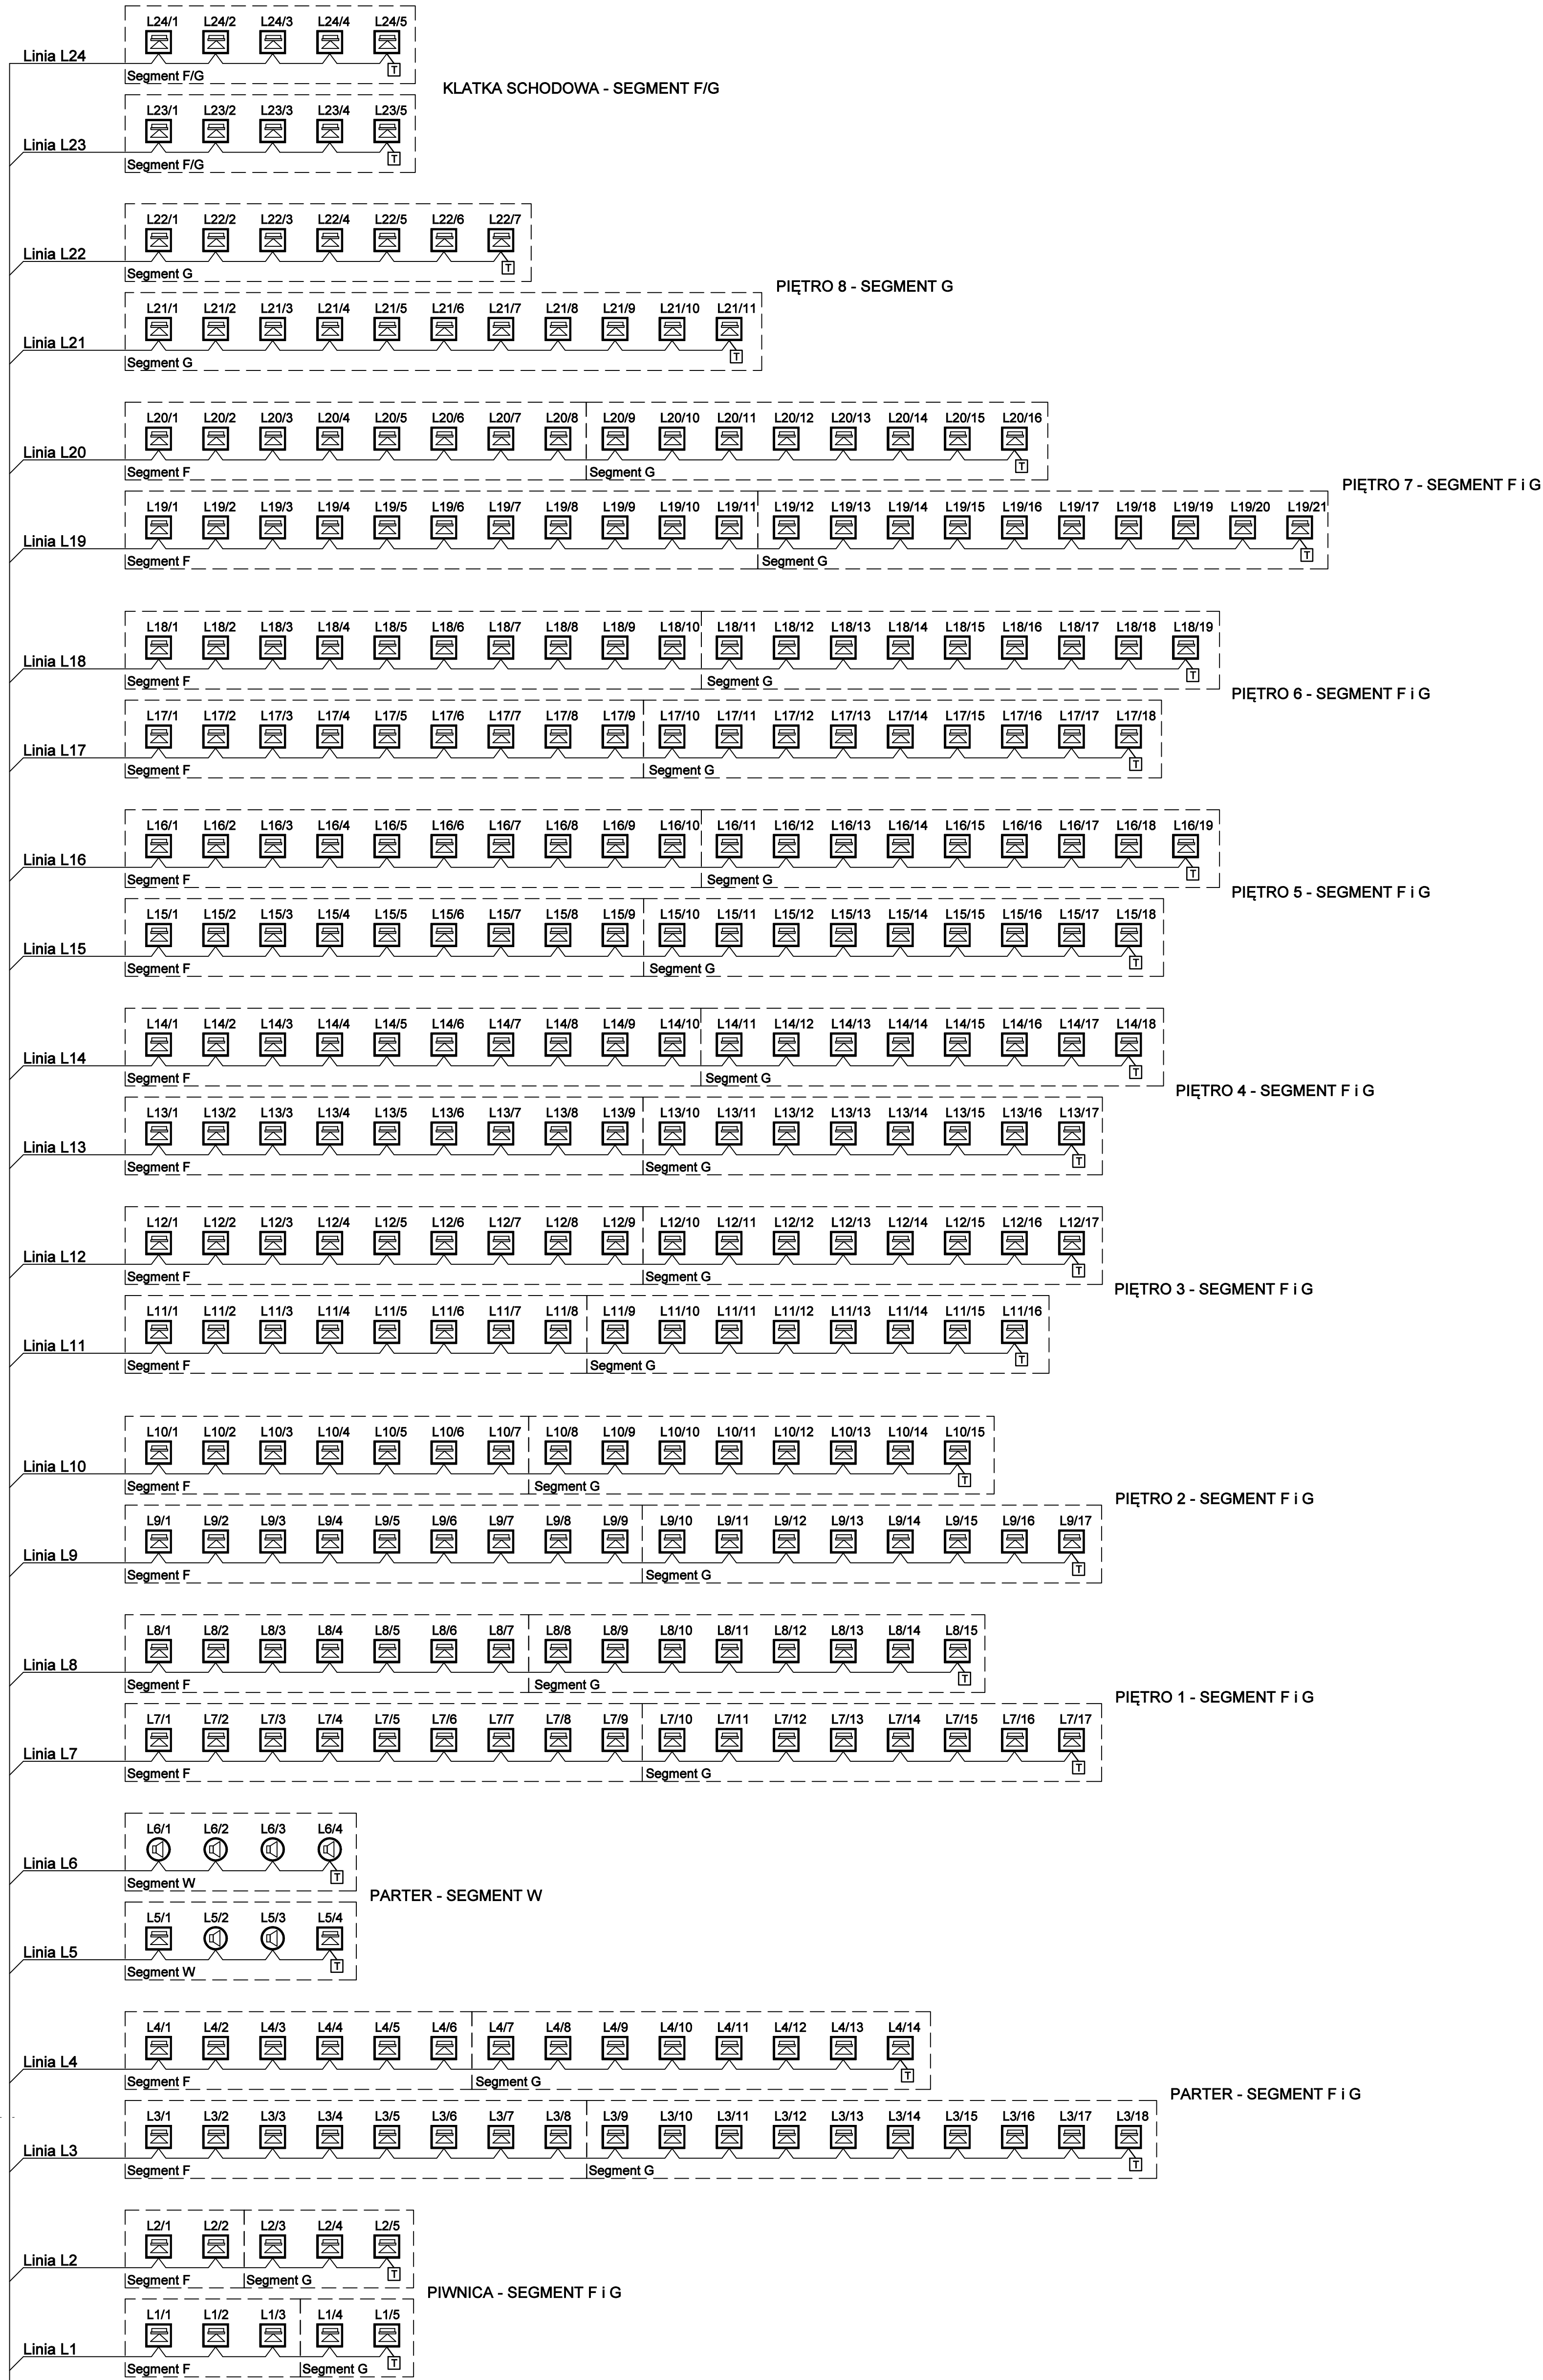 L24/1 L24/2 L24/3 L24/4 L24/5
Linia L24
T
Segment F/G
KLATKA SCHODOWA - SEGMENT F/G
L23/1 L23/2 L23/3 L23/4 L23/5
Linia L23
T
Segment F/G
L22/1 L22/2 L22/3 L22/4 L22/5 L22/6 L22/7
Linia L22
T
Segment G
PIĘTRO 8 - SEGMENT G
L21/1 L21/2 L21/3 L21/4 L21/5 L21/6 L21/7 L21/8 L21/9 L21/10 L21/11
Linia L21
T
Segment G
L20/1 L20/2 L20/3 L20/4 L20/5 L20/6 L20/7 L20/8 L20/9 L20/10 L20/11 L20/12 L20/13 L20/14 L20/15 L20/16
Linia L20
T
Segment F Segment G
PIĘTRO 7 - SEGMENT F i G
L19/1 L19/2 L19/3 L19/4 L19/5 L19/6 L19/7 L19/8 L19/9 L19/10 L19/11 L19/12 L19/13 L19/14 L19/15 L19/16 L19/17 L19/18 L19/19 L19/20 L19/21
Linia L19
T
Segment F Segment G
L18/1 L18/2 L18/3 L18/4 L18/5 L18/6 L18/7 L18/8 L18/9 L18/10 L18/11 L18/12 L18/13 L18/14 L18/15 L18/16 L18/17 L18/18 L18/19
Linia L18
T
Segment F Segment G
PIĘTRO 6 - SEGMENT F i G
L17/1 L17/2 L17/3 L17/4 L17/5 L17/6 L17/7 L17/8 L17/9 L17/10 L17/11 L17/12 L17/13 L17/14 L17/15 L17/16 L17/17 L17/18
Linia L17
T
Segment F Segment G
L16/1 L16/2 L16/3 L16/4 L16/5 L16/6 L16/7 L16/8 L16/9 L16/10 L16/11 L16/12 L16/13 L16/14 L16/15 L16/16 L16/17 L16/18 L16/19
Linia L16
T
Segment F Segment G
PIĘTRO 5 - SEGMENT F i G
L15/1 L15/2 L15/3 L15/4 L15/5 L15/6 L15/7 L15/8 L15/9 L15/10 L15/11 L15/12 L15/13 L15/14 L15/15 L15/16 L15/17 L15/18
Linia L15
T
Segment F Segment G
L14/1 L14/2 L14/3 L14/4 L14/5 L14/6 L14/7 L14/8 L14/9 L14/10 L14/11 L14/12 L14/13 L14/14 L14/15 L14/16 L14/17 L14/18
Linia L14
T
Segment F Segment G
PIĘTRO 4 - SEGMENT F i G
L13/1 L13/2 L13/3 L13/4 L13/5 L13/6 L13/7 L13/8 L13/9 L13/10 L13/11 L13/12 L13/13 L13/14 L13/15 L13/16 L13/17
Linia L13
T
Segment F Segment G
L12/1 L12/2 L12/3 L12/4 L12/5 L12/6 L12/7 L12/8 L12/9 L12/10 L12/11 L12/12 L12/13 L12/14 L12/15 L12/16 L12/17
Linia L12
T
Segment F Segment G
PIĘTRO 3 - SEGMENT F i G
L11/1 L11/2 L11/3 L11/4 L11/5 L11/6 L11/7 L11/8 L11/9 L11/10 L11/11 L11/12 L11/13 L11/14 L11/15 L11/16
Linia L11
T
Segment F Segment G
L10/1 L10/2 L10/3 L10/4 L10/5 L10/6 L10/7 L10/8 L10/9 L10/10 L10/11 L10/12 L10/13 L10/14 L10/15
Linia L10
T
Segment F Segment G
PIĘTRO 2 - SEGMENT F i G
L9/1 L9/2 L9/3 L9/4 L9/5 L9/6 L9/7 L9/8 L9/9 L9/10 L9/11 L9/12 L9/13 L9/14 L9/15 L9/16 L9/17
Linia L9
T
Segment F Segment G
L8/1 L8/2 L8/3 L8/4 L8/5 L8/6 L8/7 L8/8 L8/9 L8/10 L8/11 L8/12 L8/13 L8/14 L8/15
Linia L8
T
Segment F Segment G
PIĘTRO 1 - SEGMENT F i G
L7/1 L7/2 L7/3 L7/4 L7/5 L7/6 L7/7 L7/8 L7/9 L7/10 L7/11 L7/12 L7/13 L7/14 L7/15 L7/16 L7/17
Linia L7
T
Segment F Segment G
L6/1 L6/2 L6/3 L6/4
Linia L6
T
Segment W
PARTER - SEGMENT W
L5/1 L5/2 L5/3 L5/4
Linia L5
T
Segment W
L4/1 L4/2 L4/3 L4/4 L4/5 L4/6 L4/7 L4/8 L4/9 L4/10 L4/11 L4/12 L4/13 L4/14
Linia L4
T
Segment F Segment G
PARTER - SEGMENT F i G
L3/1 L3/2 L3/3 L3/4 L3/5 L3/6 L3/7 L3/8 L3/9 L3/10 L3/11 L3/12 L3/13 L3/14 L3/15 L3/16 L3/17 L3/18
Linia L3
T
Segment F Segment G
L2/1 L2/2 L2/3 L2/4 L2/5
Linia L2
T
Segment F Segment G
PIWNICA - SEGMENT F i G
L1/1 L1/2 L1/3 L1/4 L1/5
Linia L1
T
Segment F Segment G